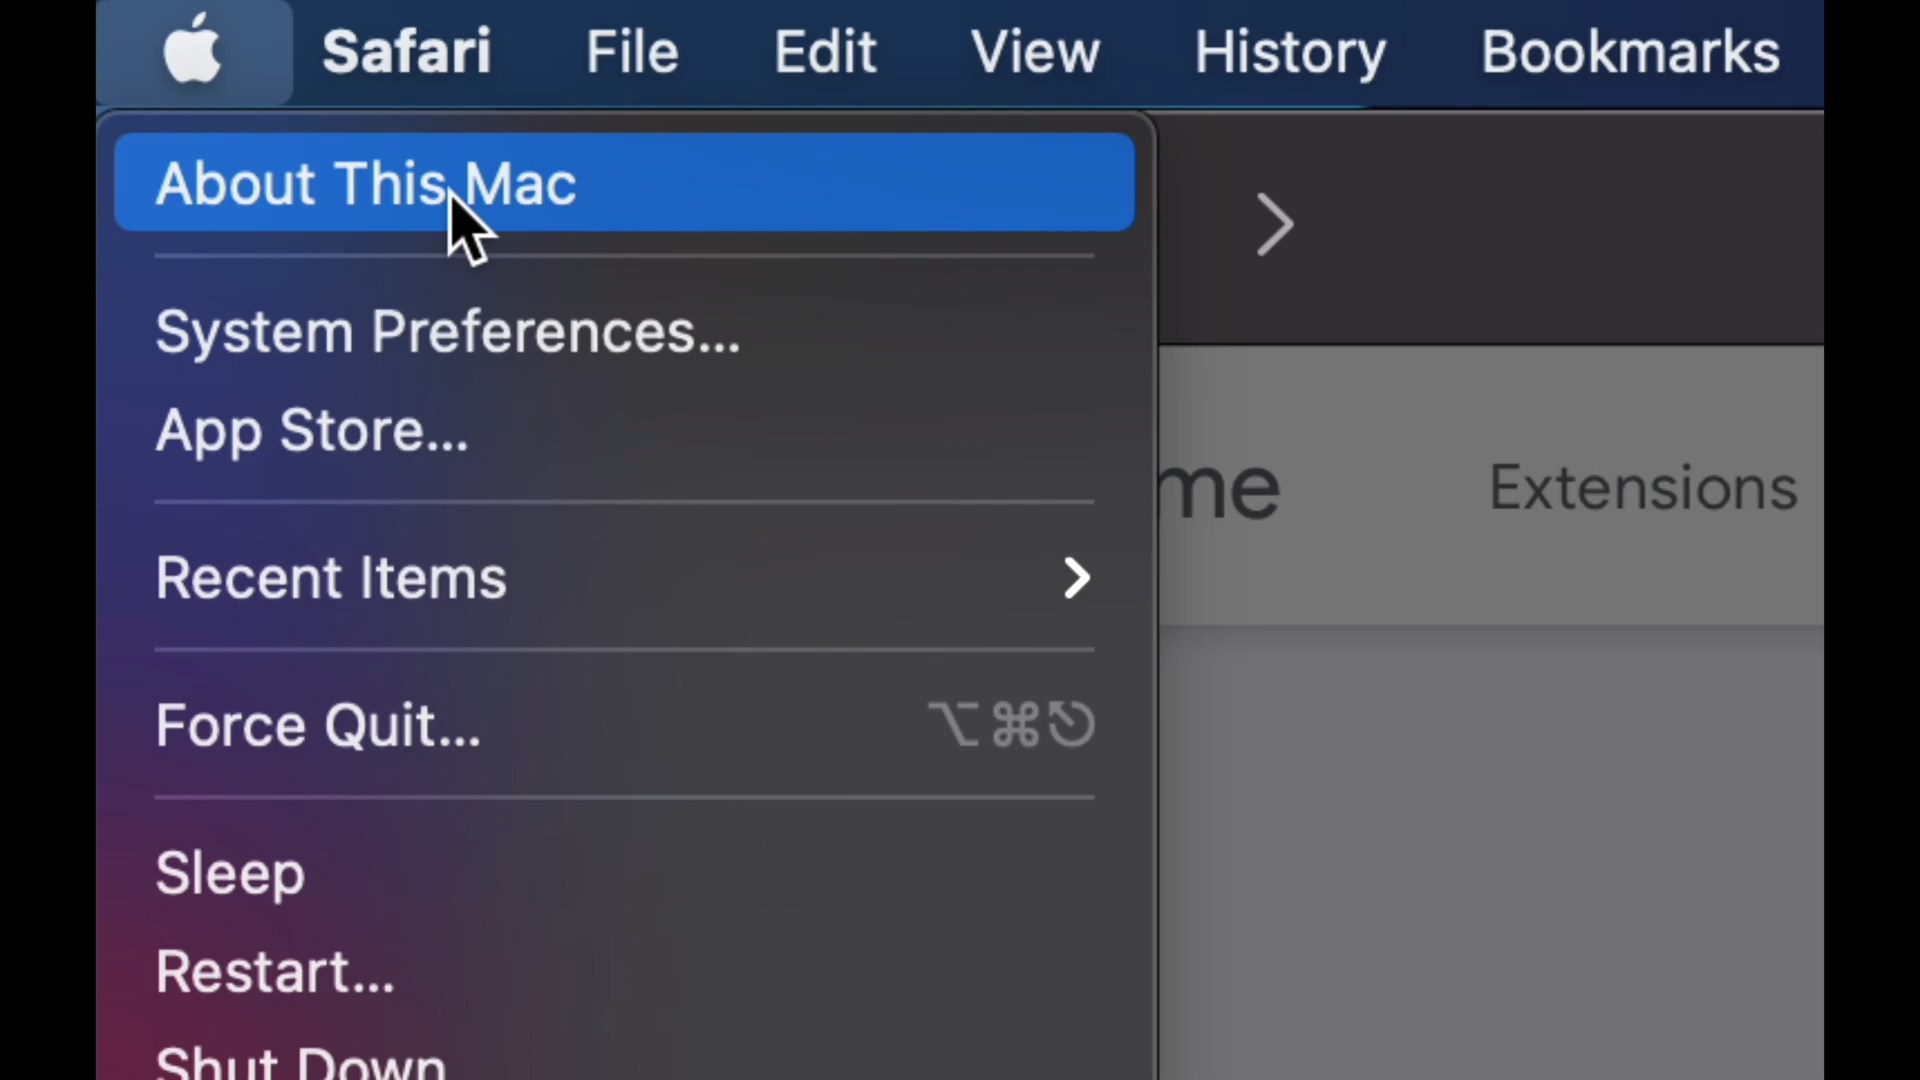 Safari File Edit View History Bookmarks
About This Mac
System Preferences...
App Store...
me Extensions
Recent Items
Force Quit... ⌥⌘⎋
Sleep
Restart...
Shut Down